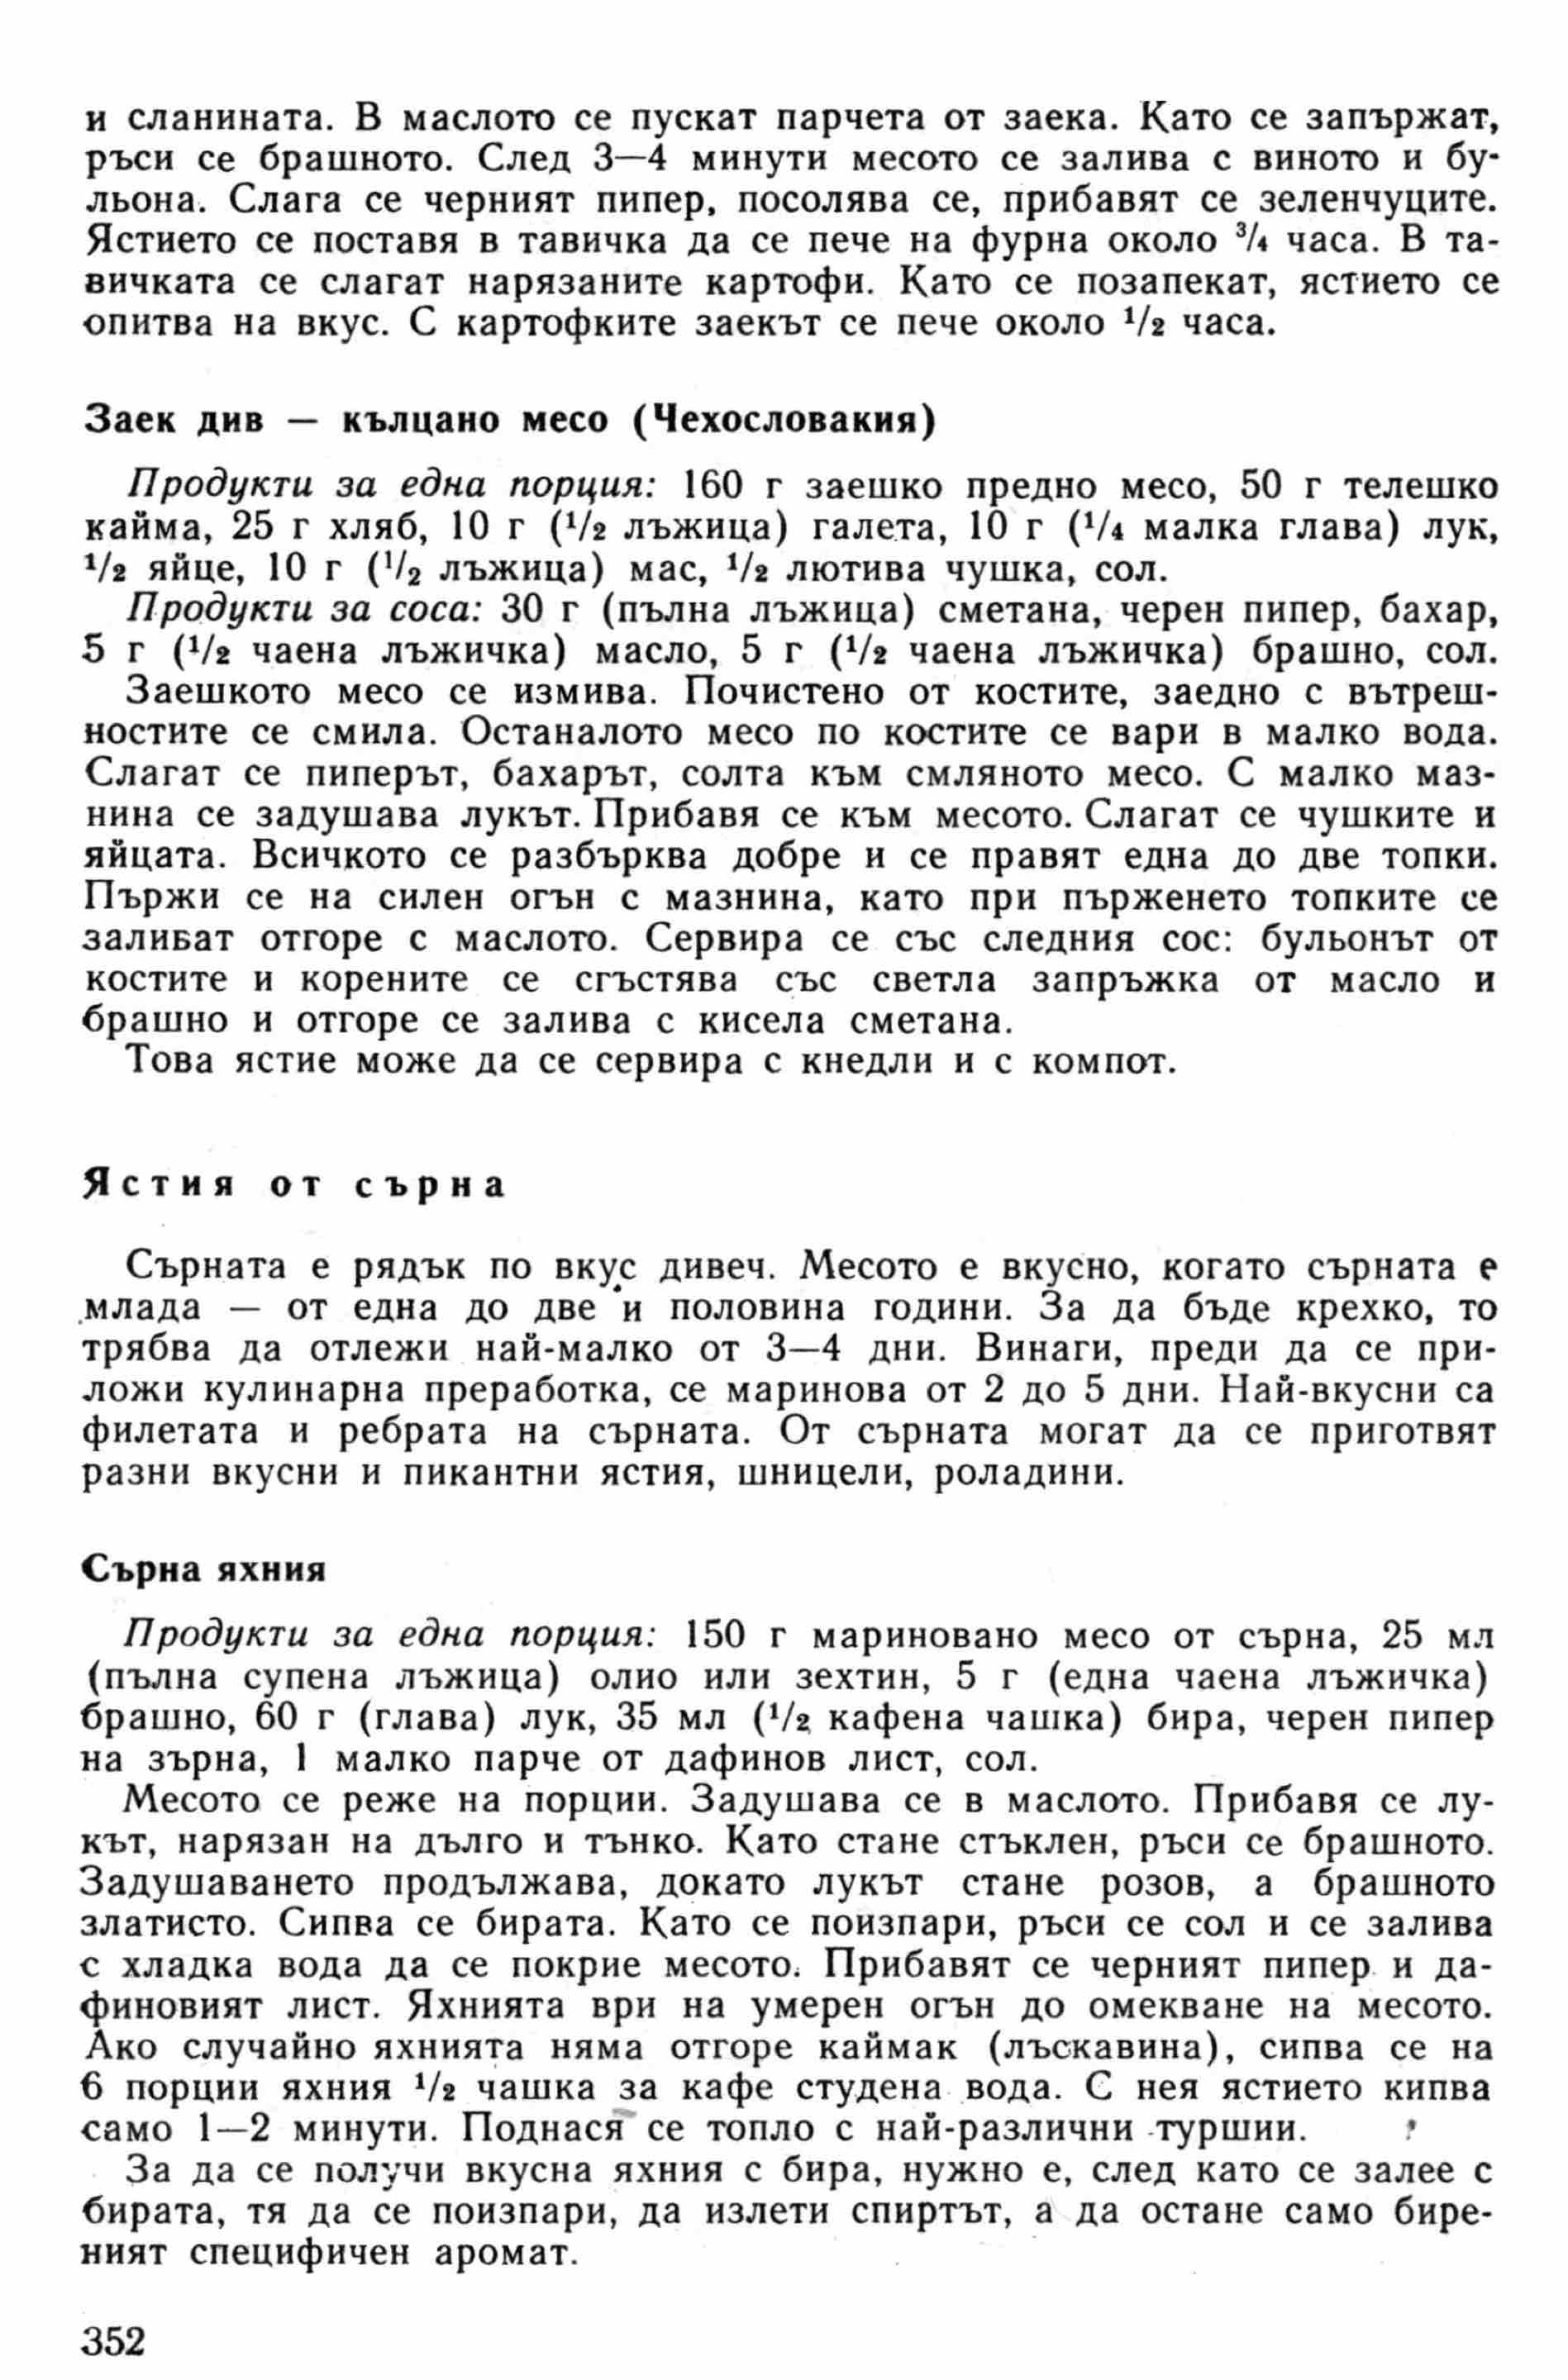 и сланината. В маслото се пускат парчета от заека. Като се запържат,
ръси се брашното. След 3—4 минути месото се залива с виното и бу-
льона. Слага се черният пипер, посолява се, прибавят се зеленчуците.
Ястието се поставя в тавичка да се пече на фурна около ³/₄ часа. В та-
вичката се слагат нарязаните картофи. Като се позапекат, ястието се
опитва на вкус. С картофките заекът се пече около ¹/₂ часа.
Заек див — кълцано месо (Чехословакия)
Продукти за една порция: 160 г заешко предно месо, 50 г телешко
кайма, 25 г хляб, 10 г (¹/₂ лъжица) галета, 10 г (¹/₄ малка глава) лук,
¹/₂ яйце, 10 г (¹/₂ лъжица) мас, ¹/₂ лютива чушка, сол.
Продукти за соса: 30 г (пълна лъжица) сметана, черен пипер, бахар,
5 г (¹/₂ чаена лъжичка) масло, 5 г (¹/₂ чаена лъжичка) брашно, сол.
Заешкото месо се измива. Почистено от костите, заедно с вътреш-
ностите се смила. Останалото месо по костите се вари в малко вода.
Слагат се пиперът, бахарът, солта към смляното месо. С малко маз-
нина се задушава лукът. Прибавя се към месото. Слагат се чушките и
яйцата. Всичкото се разбърква добре и се правят една до две топки.
Пържи се на силен огън с мазнина, като при пърженето топките се
заливат отгоре с маслото. Сервира се със следния сос: бульонът от
костите и корените се сгъстява със светла запръжка от масло и
брашно и отгоре се залива с кисела сметана.
Това ястие може да се сервира с кнедли и с компот.
Ястия от сърна
Сърната е рядък по вкус дивеч. Месото е вкусно, когато сърната е
млада — от една до две и половина години. За да бъде крехко, то
трябва да отлежи най-малко от 3—4 дни. Винаги, преди да се при-
ложи кулинарна преработка, се маринова от 2 до 5 дни. Най-вкусни са
филетата и ребрата на сърната. От сърната могат да се приготвят
разни вкусни и пикантни ястия, шницели, роладини.
Сърна яхния
Продукти за една порция: 150 г мариновано месо от сърна, 25 мл
(пълна супена лъжица) олио или зехтин, 5 г (една чаена лъжичка)
брашно, 60 г (глава) лук, 35 мл (¹/₂ кафена чашка) бира, черен пипер
на зърна, 1 малко парче от дафинов лист, сол.
Месото се реже на порции. Задушава се в маслото. Прибавя се лу-
кът, нарязан на дълго и тънко. Като стане стъклен, ръси се брашното.
Задушаването продължава, докато лукът стане розов, а брашното
златисто. Сипва се бирата. Като се поизпари, ръси се сол и се залива
с хладка вода да се покрие месото. Прибавят се черният пипер и да-
финовият лист. Яхнията ври на умерен огън до омекване на месото.
Ако случайно яхнията няма отгоре каймак (лъскавина), сипва се на
6 порции яхния ¹/₂ чашка за кафе студена вода. С нея ястието кипва
само 1—2 минути. Поднася се топло с най-различни туршии.
За да се получи вкусна яхния с бира, нужно е, след като се залее с
бирата, тя да се поизпари, да излети спиртът, а да остане само бире-
ният специфичен аромат.
352